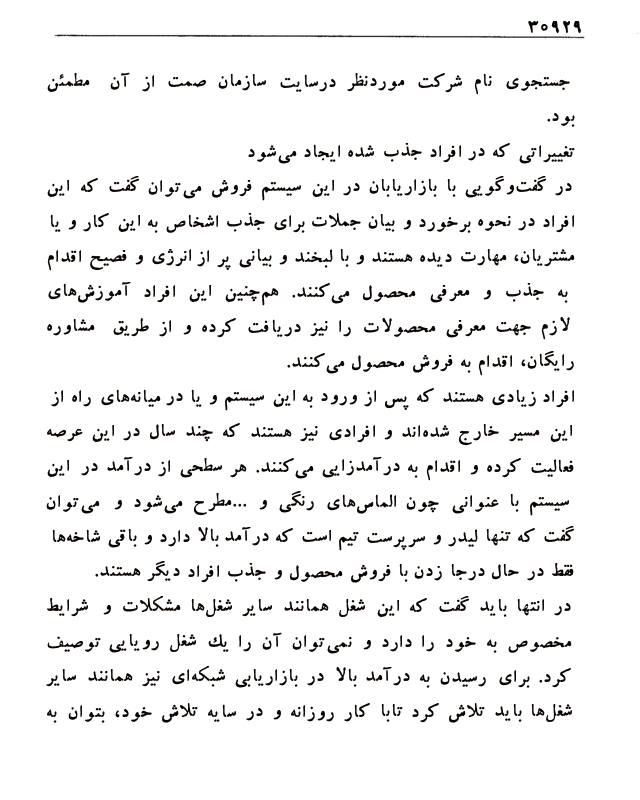 ۳۰۹۲۹
جستجوی نام شرکت موردنظر درسایت سازمان صمت از آن مطمئن
بود.
تغییراتی که در افراد جذب شده ایجاد می‌شود
در گفت‌وگویی با بازاریابان در این سیستم فروش می‌توان گفت که این
افراد در نحوه برخورد و بیان جملات برای جذب اشخاص به این کار و یا
مشتریان، مهارت دیده هستند و با لبخند و بیانی پر از انرژی و فصیح اقدام
به جذب و معرفی محصول می‌کنند. هم‌چنین این افراد آموزش‌های
لازم جهت معرفی محصولات را نیز دریافت کرده و از طریق مشاوره
رایگان، اقدام به فروش محصول می‌کنند.
افراد زیادی هستند که پس از ورود به این سیستم و یا در میانه‌های راه از
این مسیر خارج شده‌اند و افرادی نیز هستند که چند سال در این عرصه
فعالیت کرده و اقدام به درآمدزایی می‌کنند. هر سطحی از درآمد در این
سیستم با عنوانی چون الماس‌های رنگی و ...مطرح می‌شود و می‌توان
گفت که تنها لیدر و سرپرست تیم است که درآمد بالا دارد و باقی شاخه‌ها
فقط در حال درجا زدن با فروش محصول و جذب افراد دیگر هستند.
در انتها باید گفت که این شغل همانند سایر شغل‌ها مشکلات و شرایط
مخصوص به خود را دارد و نمی‌توان آن را یك شغل رویایی توصیف
کرد. برای رسیدن به درآمد بالا در بازاریابی شبکه‌ای نیز همانند سایر
شغل‌ها باید تلاش کرد تابا کار روزانه و در سایه تلاش خود، بتوان به